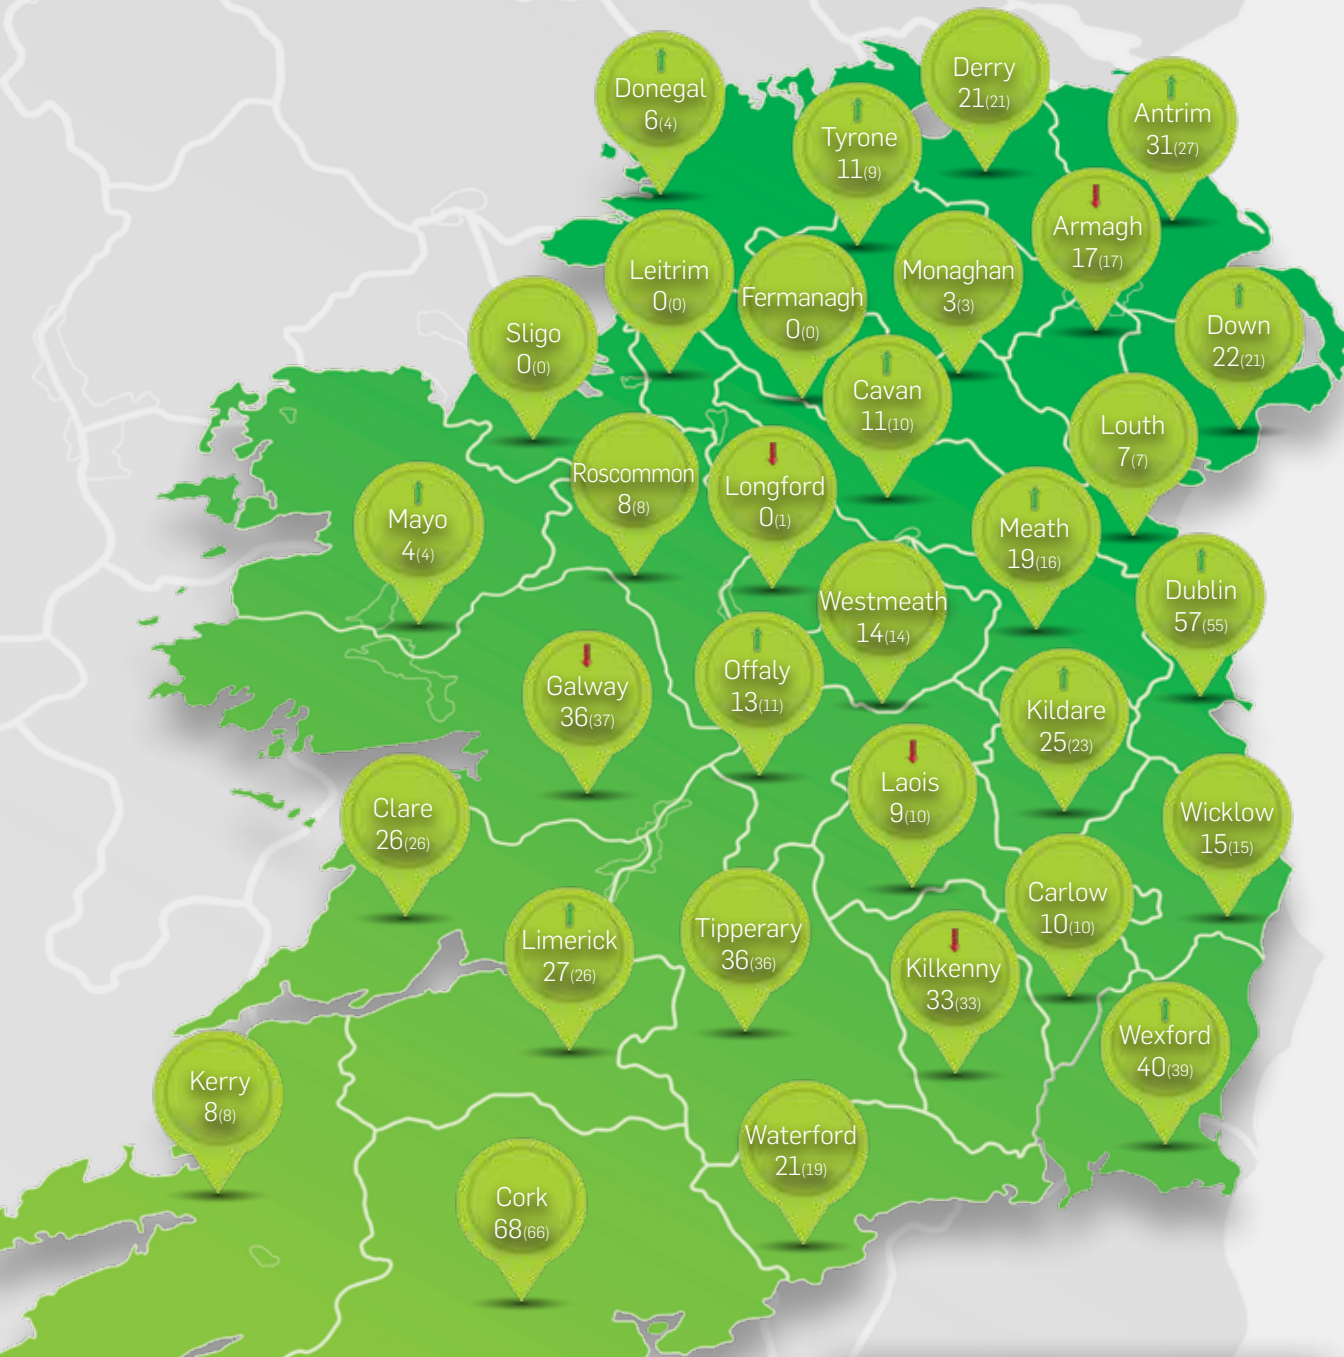 Donegal
6(4)
Derry
21(21)
Antrim
31(27)
Tyrone
11(9)
Armagh
17(17)
Leitrim
0(0)
Fermanagh
0(0)
Monaghan
3(3)
Down
22(21)
Sligo
0(0)
Cavan
11(10)
Louth
7(7)
Roscommon
8(8)
Longford
0(1)
Mayo
4(4)
Meath
19(16)
Dublin
57(55)
Westmeath
14(14)
Galway
36(37)
Offaly
13(11)
Kildare
25(23)
Laois
9(10)
Clare
26(26)
Wicklow
15(15)
Carlow
10(10)
Limerick
27(26)
Tipperary
36(36)
Kilkenny
33(33)
Wexford
40(39)
Kerry
8(8)
Waterford
21(19)
Cork
68(66)